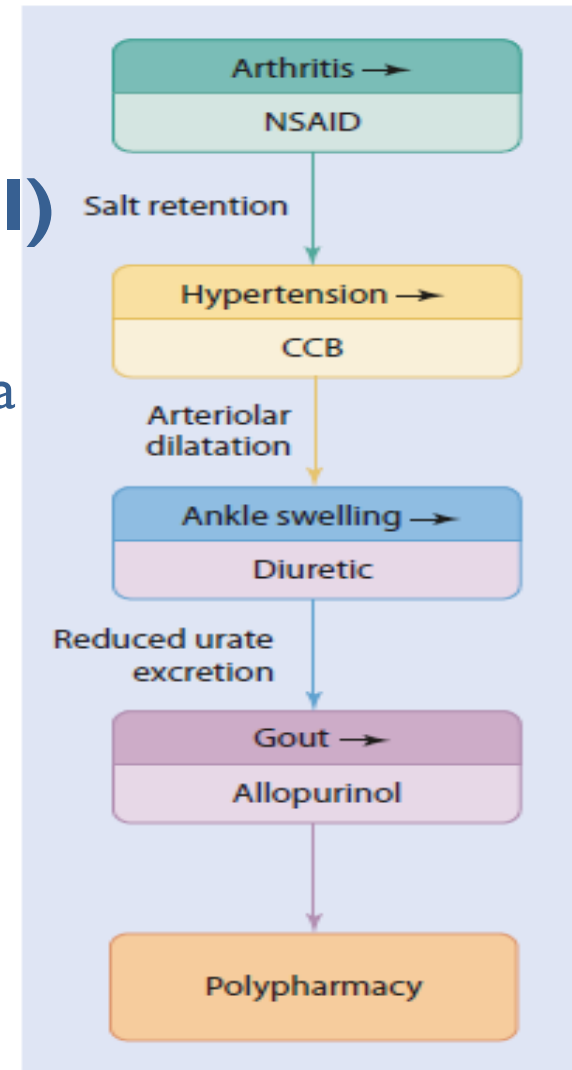 Arthritis →
NSAID
l)
Salt retention
Hypertension →
CCB
a
Arteriolar
dilatation
Ankle swelling →
Diuretic
Reduced urate
excretion
Gout →
Allopurinol
Polypharmacy